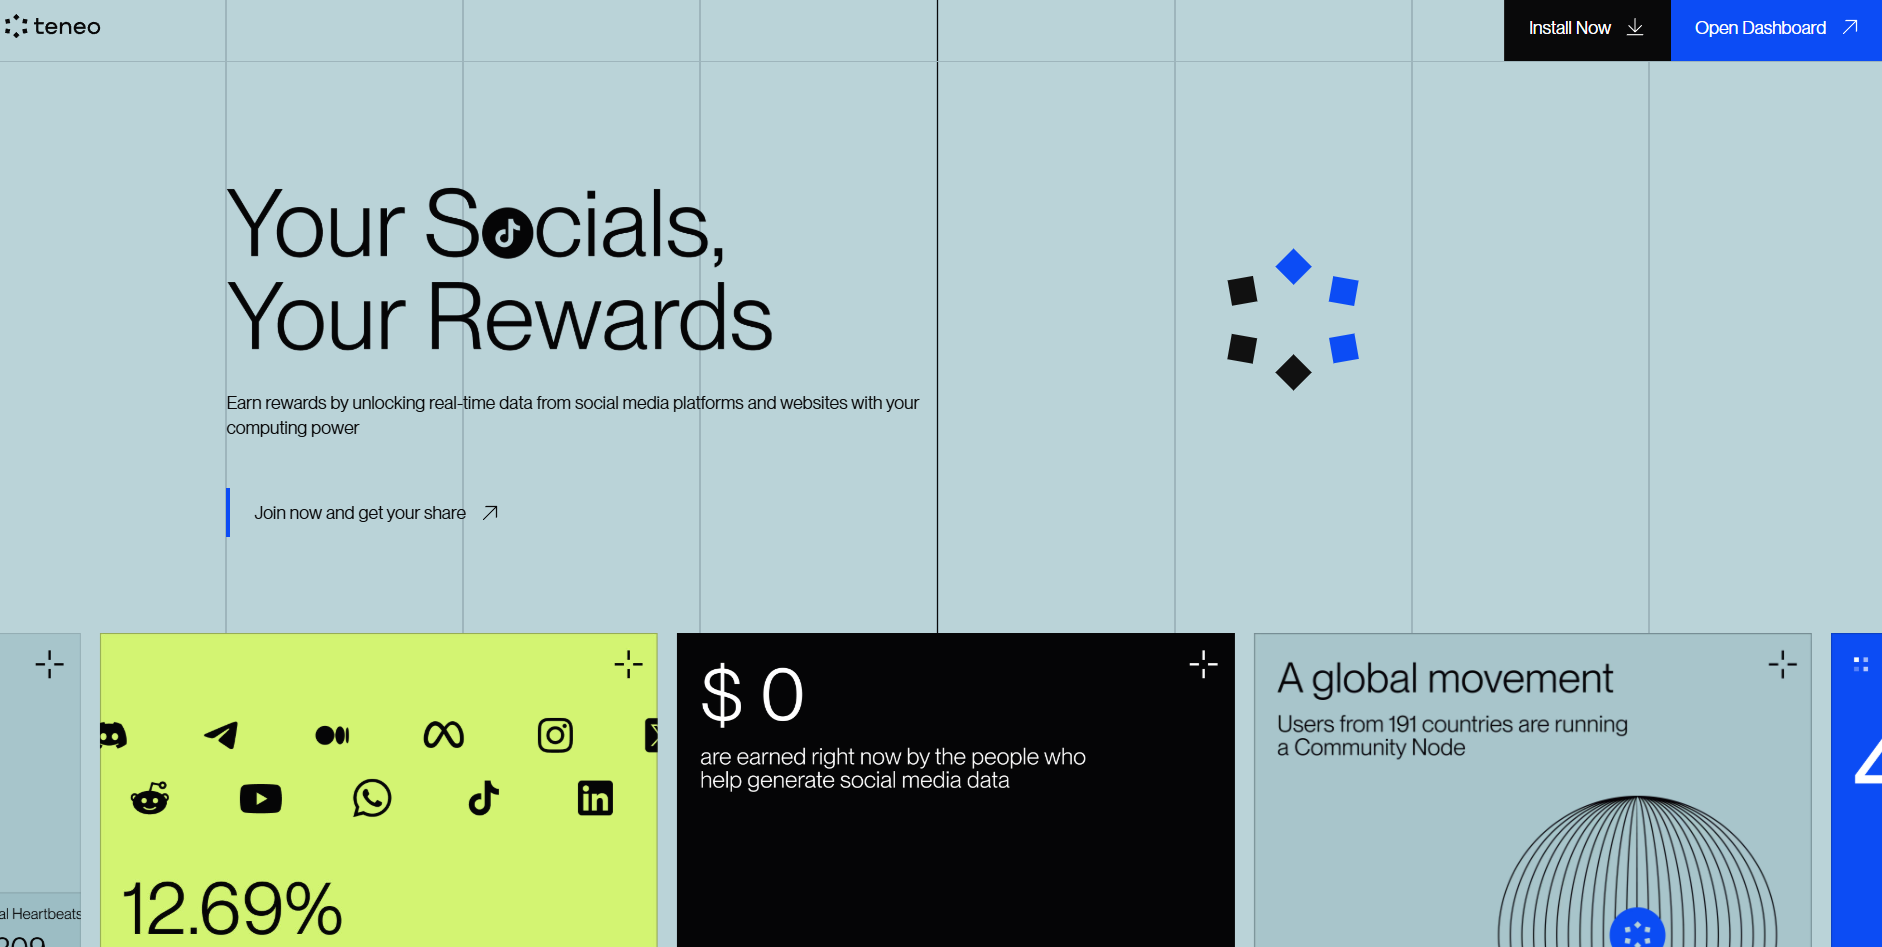 teneo
Install Now
Open Dashboard
Your Socials,
Your Rewards
Earn rewards by unlocking real-time data from social media platforms and websites with your
computing power
Join now and get your share
12.69%
$ 0
are earned right now by the people who
help generate social media data
A global movement
Users from 191 countries are running
a Community Node
al Heartbeats